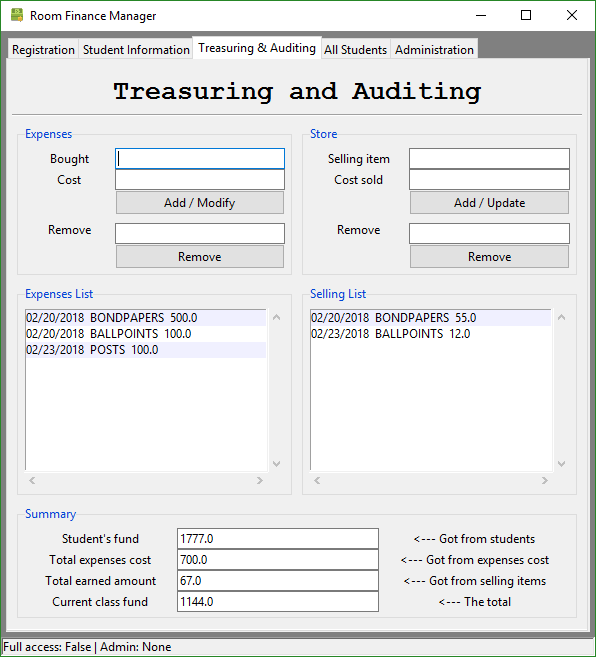 Room Finance Manager
Registration Student Information Treasuring & Auditing All Students Administration
Treasuring and Auditing
Expenses
Bought
Cost
Add / Modify
Remove
Remove
Store
Selling item
Cost sold
Add / Update
Remove
Remove
Expenses List
02/20/2018 BONDPAPERS 500.0
02/20/2018 BALLPOINTS 100.0
02/23/2018 POSTS 100.0
Selling List
02/20/2018 BONDPAPERS 55.0
02/23/2018 BALLPOINTS 12.0
Summary
Student's fund 1777.0 <--- Got from students
Total expenses cost 700.0 <--- Got from expenses cost
Total earned amount 67.0 <--- Got from selling items
Current class fund 1144.0 <--- The total
Full access: False | Admin: None